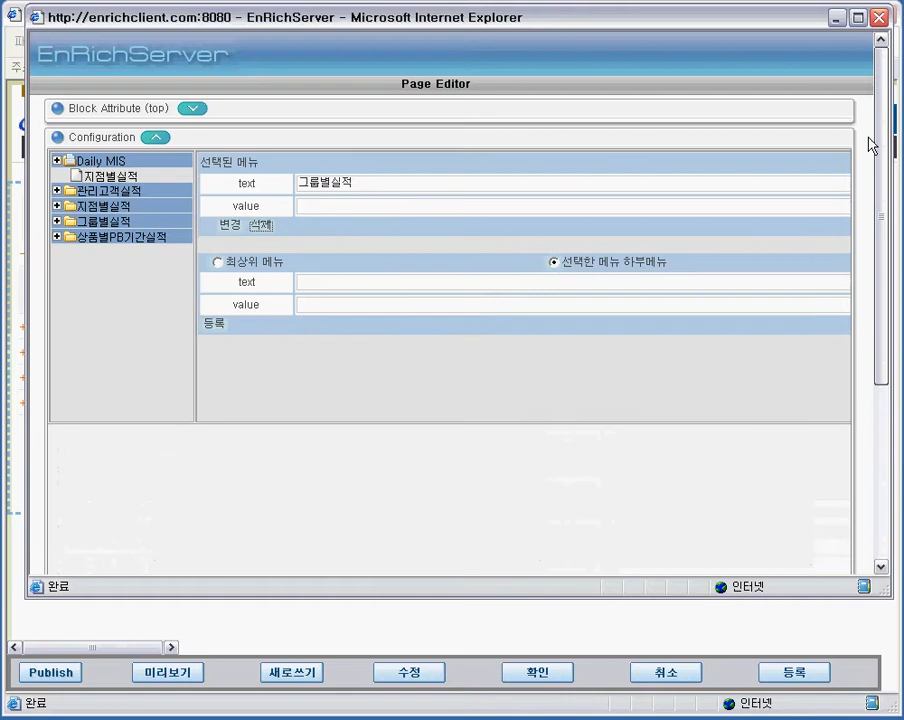 http://enrichclient.com:8080 - EnRichServer - Microsoft Internet Explorer
EnRichServer
Page Editor
Block Attribute (top)
Configuration
Daily MIS
지점별실적
관리고객실적
지점별실적
그룹별실적
상품별PB기간실적
선택된 메뉴
text 그룹별실적
value
변경 삭제
최상위 메뉴 선택한 메뉴 하부메뉴
text
value
등록
완료 인터넷
Publish 미리보기 새로쓰기 수정 확인 취소 등록
완료 인터넷